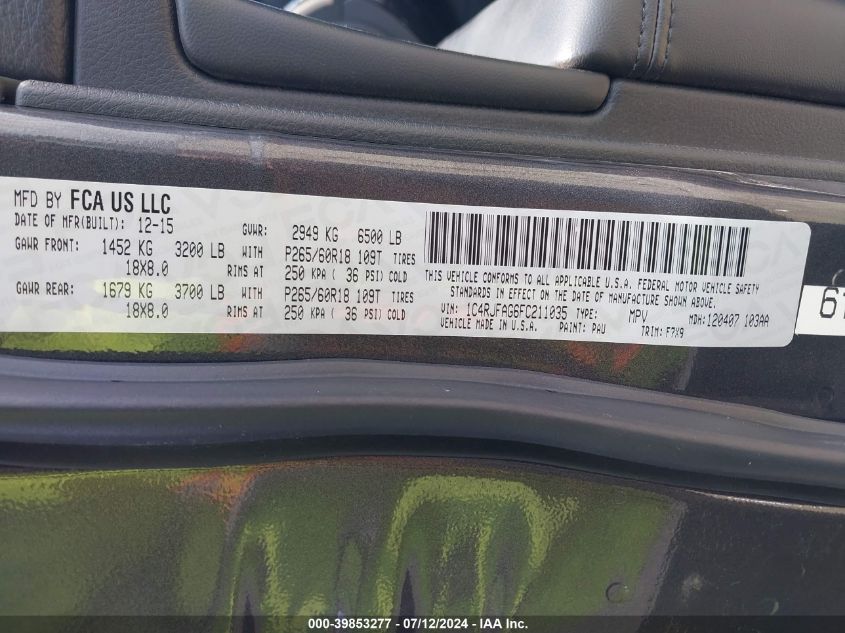 MFD BY FCA US LLC
DATE OF MFR(BUILT): 12-15 GVWR: 2949 KG 6500 LB
GAWR FRONT: 1452 KG 3200 LB WITH P265/60R18 109T TIRES
18X8.0 RIMS AT 250 KPA ( 36 PSI) COLD
GAWR REAR: 1679 KG 3700 LB WITH P265/60R18 109T TIRES
18X8.0 RIMS AT 250 KPA ( 36 PSI) COLD
THIS VEHICLE CONFORMS TO ALL APPLICABLE U.S.A. FEDERAL MOTOR VEHICLE SAFETY
STANDARDS IN EFFECT ON THE DATE OF MANUFACTURE SHOWN ABOVE.
VIN: 1C4RJFAG6FC211035 TYPE: MPV MDH: 120407 103AA
VEHICLE MADE IN U.S.A. PAINT: PAU TRIM: F7X9
000-39853277 - 07/12/2024 - IAA Inc.